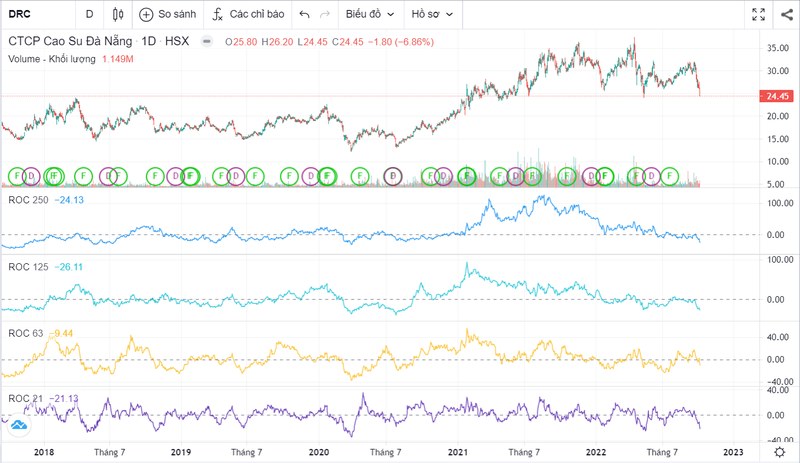 DRC D So sánh Các chỉ báo Biểu đồ Hồ sơ
CTCP Cao Su Đà Nẵng · 1D · HSX O25.80 H26.20 L24.45 C24.45 −1.80 (−6.86%)
Volume - Khối lượng 1.149M
35.00
30.00
24.45
20.00
15.00
F D F F D F F D F F D F F D F D F D F F D F F D F F D F
5.00
ROC 250 −24.13
100.00
0.00
ROC 125 −26.11
100.00
0.00
ROC 63 −9.44
40.00
0.00
−40.00
ROC 21 −21.13
40.00
0.00
−40.00
2018 Tháng 7 2019 Tháng 7 2020 Tháng 7 2021 Tháng 7 2022 Tháng 7 2023